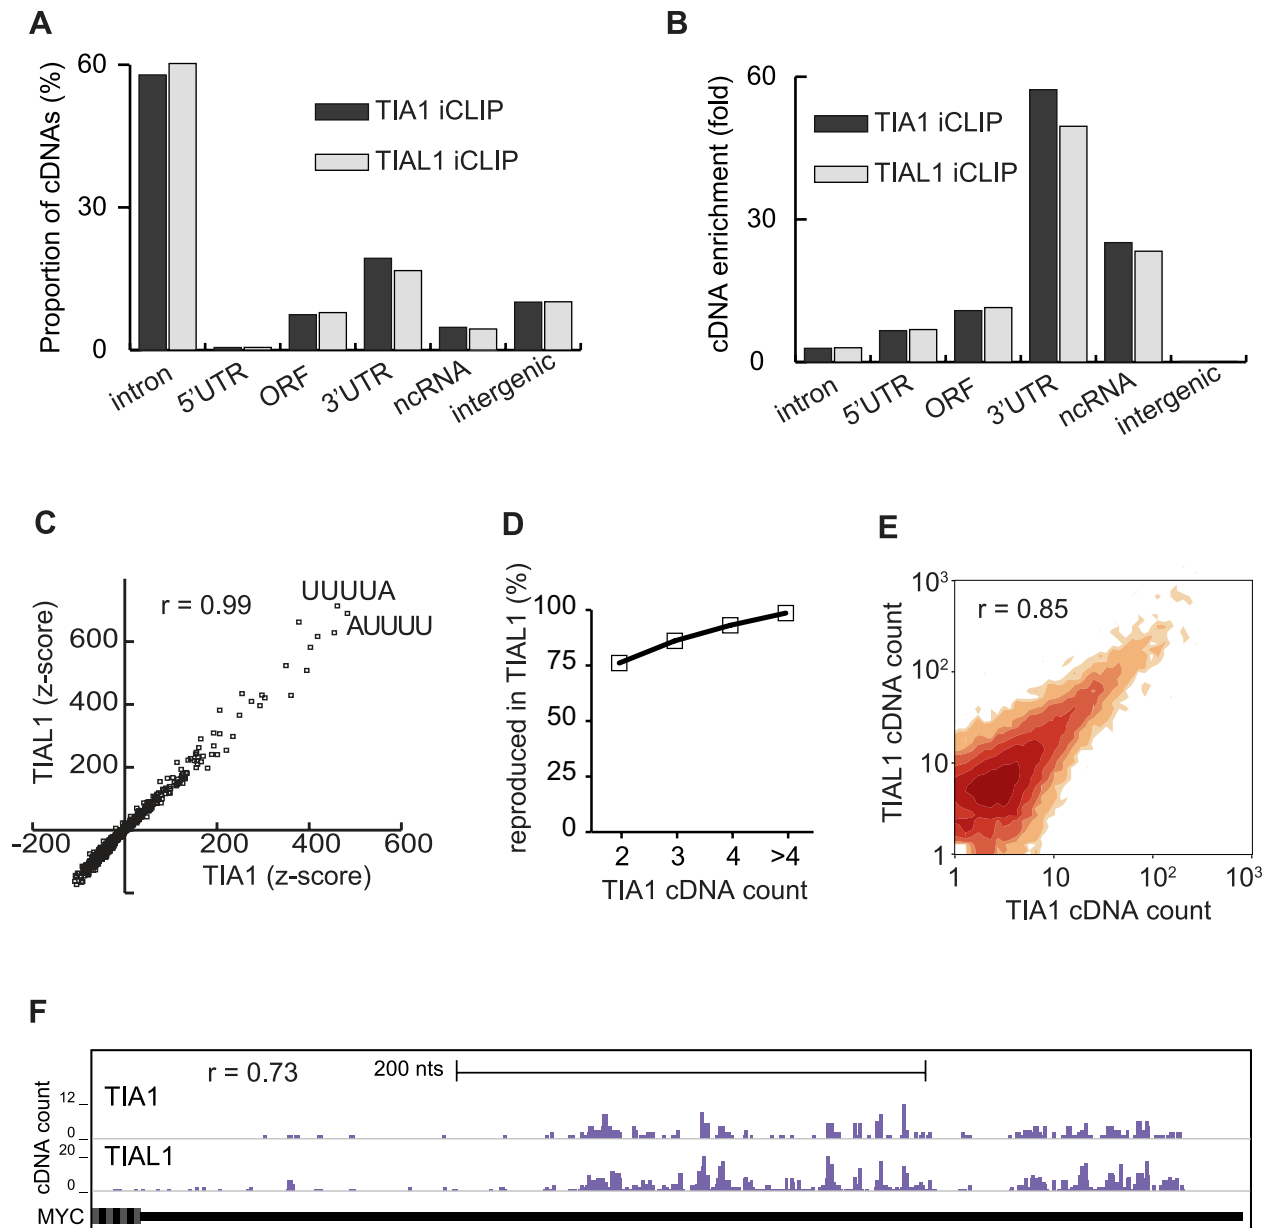 A
Proportion of cDNAs (%)
60
30
0
TIA1 iCLIP
TIAL1 iCLIP
intron
5'UTR
ORF
3'UTR
ncRNA
intergenic
B
cDNA enrichment (fold)
60
30
0
TIA1 iCLIP
TIAL1 iCLIP
intron
5'UTR
ORF
3'UTR
ncRNA
intergenic
C
TIAL1 (z-score)
r = 0.99
UUUUA
AUUUU
600
400
200
-200
200
400
600
TIA1 (z-score)
D
reproduced in TIAL1 (%)
100
75
50
25
0
2
3
4
>4
TIA1 cDNA count
E
TIAL1 cDNA count
r = 0.85
10³
10²
10
1
1
10
10²
10³
TIA1 cDNA count
F
r = 0.73
200 nts
cDNA count
TIA1
12
0
TIAL1
20
0
MYC